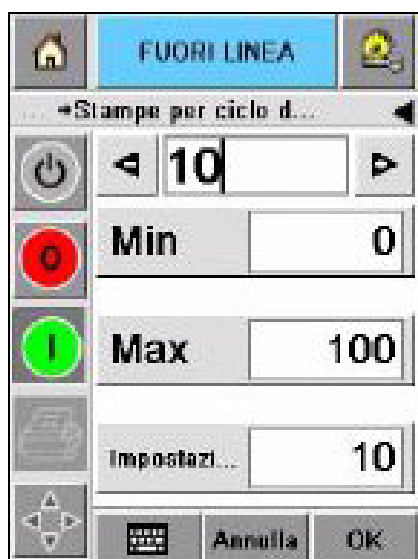 FUORI LINEA
... ⇒Stampe per ciclo d...
10
Min 0
O
Max 100
I
Impostazi... 10
Annulla OK